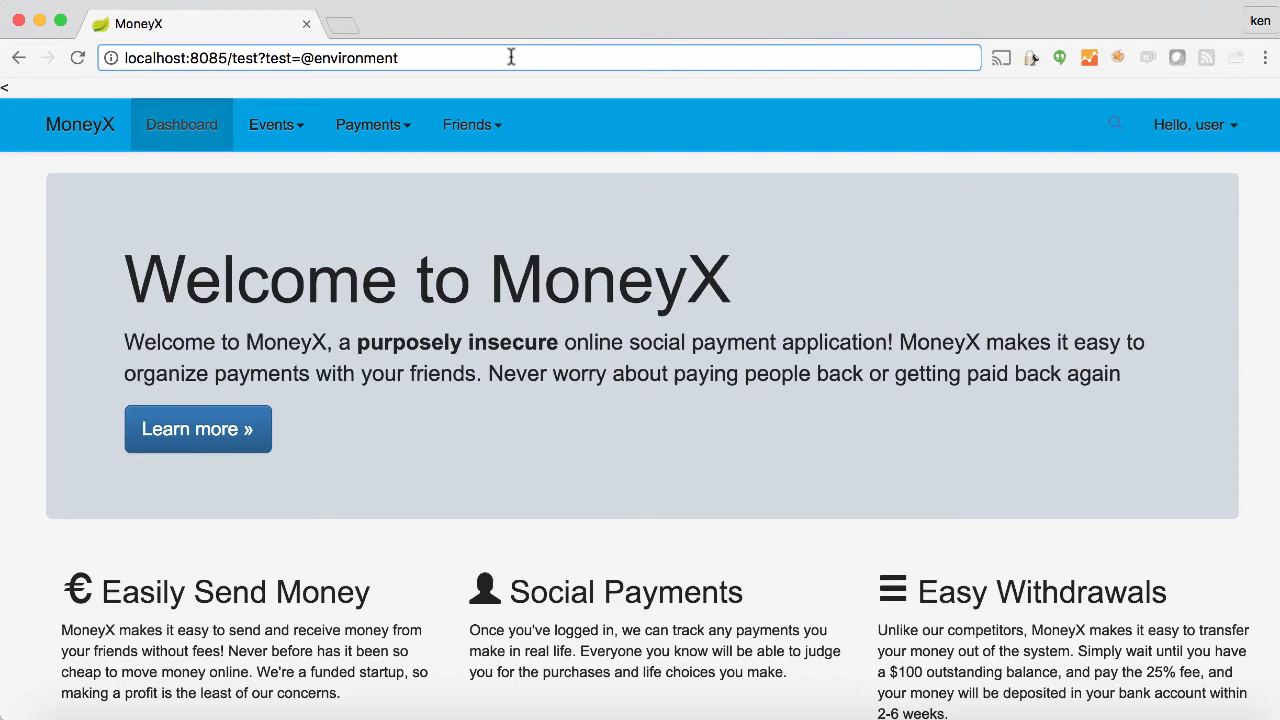 MoneyX
ken
localhost:8085/test?test=@environment
<
MoneyX Dashboard Events Payments Friends Hello, user
Welcome to MoneyX
Welcome to MoneyX, a purposely insecure online social payment application! MoneyX makes it easy to
organize payments with your friends. Never worry about paying people back or getting paid back again
Learn more »
Easily Send Money
MoneyX makes it easy to send and receive money from
your friends without fees! Never before has it been so
cheap to move money online. We're a funded startup, so
making a profit is the least of our concerns.
Social Payments
Once you've logged in, we can track any payments you
make in real life. Everyone you know will be able to judge
you for the purchases and life choices you make.
Easy Withdrawals
Unlike our competitors, MoneyX makes it easy to transfer
your money out of the system. Simply wait until you have
a $100 outstanding balance, and pay the 25% fee, and
your money will be deposited in your bank account within
2-6 weeks.